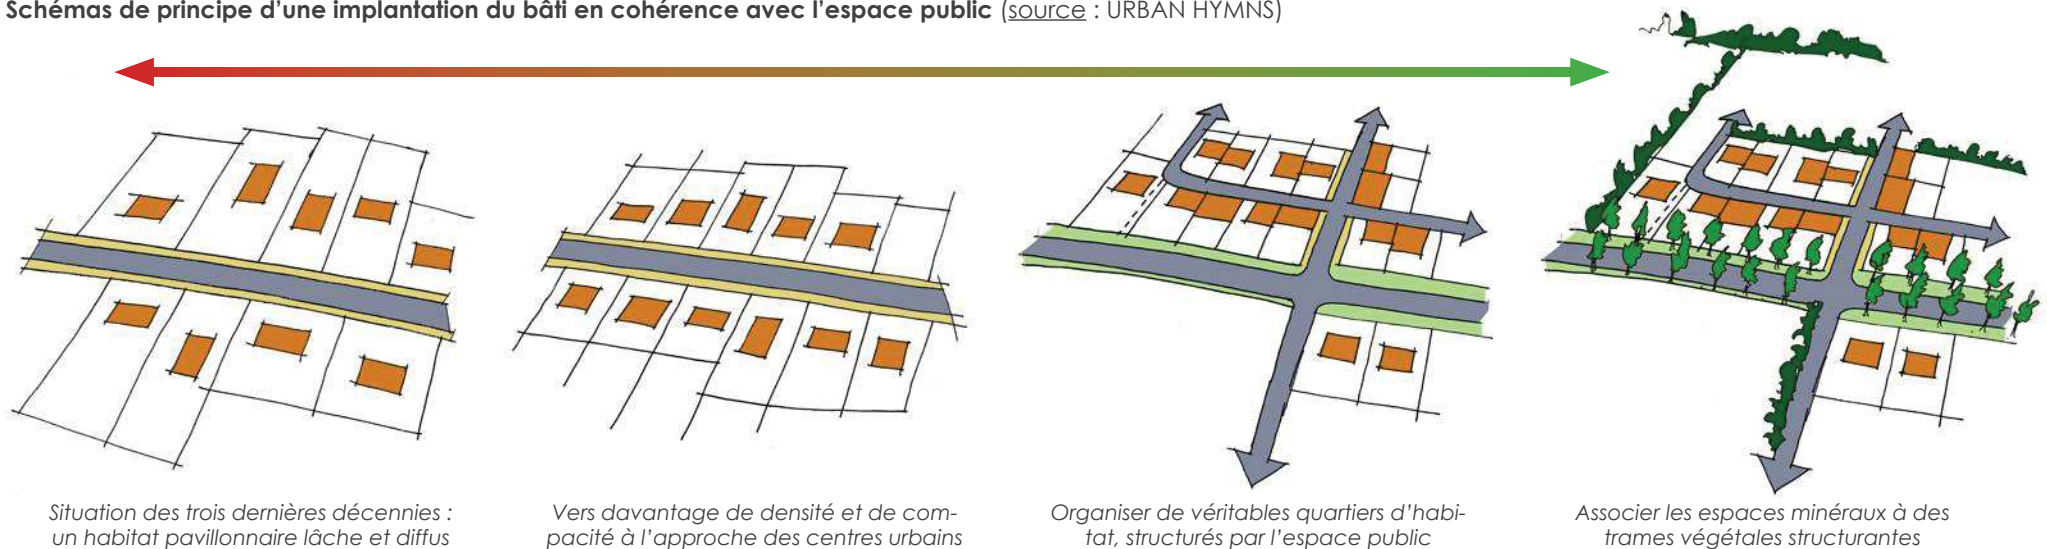 Schémas de principe d'une implantation du bâti en cohérence avec l'espace public (source : URBAN HYMNS)
Situation des trois dernières décennies :
un habitat pavillonnaire lâche et diffus
Vers davantage de densité et de com-
pacité à l'approche des centres urbains
Organiser de véritables quartiers d'habi-
tat, structurés par l'espace public
Associer les espaces minéraux à des
trames végétales structurantes